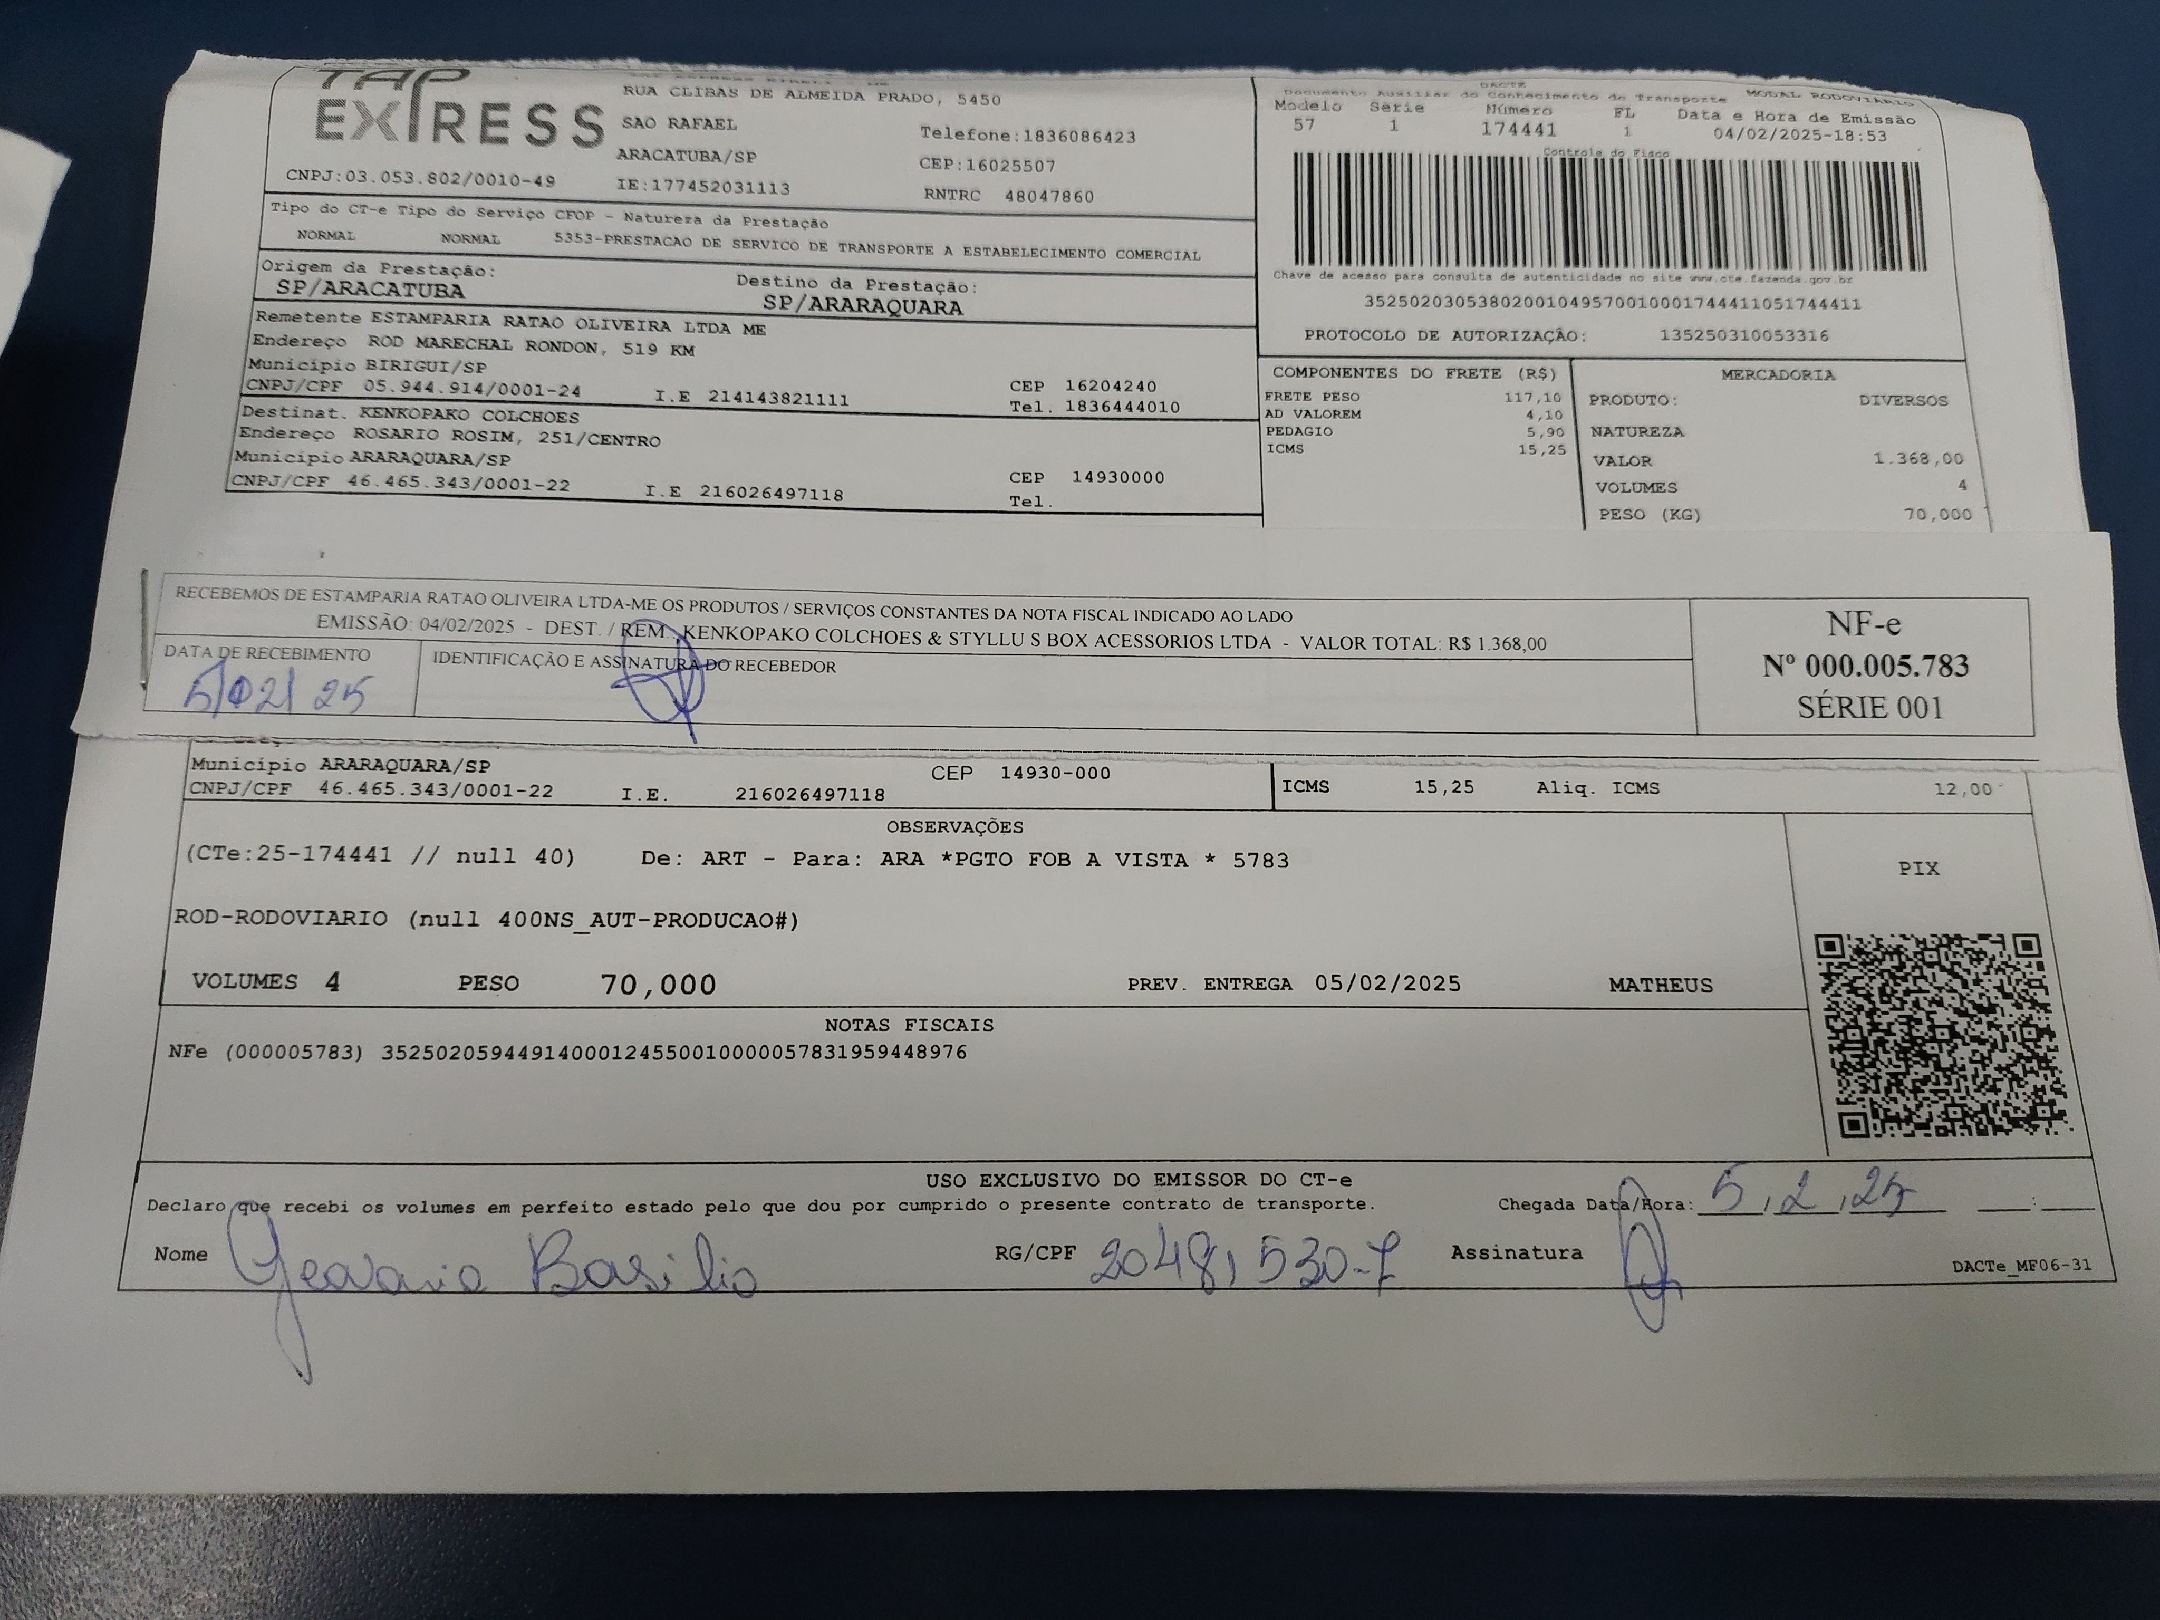 TAP
EXPRESS
RUA CLIBAS DE ALMEIDA PRADO, 5450
SAO RAFAEL
Telefone:1836086423
ARACATUBA/SP
CEP:16025507
CNPJ:03.053.802/0010-49
IE:177452031113
RNTRC 48047860
DACTE
Documento Auxiliar do Conhecimento de Transporte MODAL RODOVIÁRIO
Modelo Série Número FL Data e Hora de Emissão
57 1 174441 1 04/02/2025-18:53
Controle do Fisco
Chave de acesso para consulta de autenticidade no site www.cte.fazenda.gov.br
35250203053802001049570010001744411051744411
PROTOCOLO DE AUTORIZAÇÃO: 135250310053316
Tipo do CT-e Tipo do Serviço CFOP - Natureza da Prestação
NORMAL NORMAL 5353-PRESTACAO DE SERVICO DE TRANSPORTE A ESTABELECIMENTO COMERCIAL
Origem da Prestação: Destino da Prestação:
SP/ARACATUBA SP/ARARAQUARA
Remetente ESTAMPARIA RATAO OLIVEIRA LTDA ME
Endereço ROD MARECHAL RONDON, 519 KM
Município BIRIGUI/SP
CEP 16204240
CNPJ/CPF 05.944.914/0001-24 I.E 214143821111 Tel. 1836444010
Destinat. KENKOPAKO COLCHOES
Endereço ROSARIO ROSIM, 251/CENTRO
Município ARARAQUARA/SP
CEP 14930000
CNPJ/CPF 46.465.343/0001-22 I.E 216026497118 Tel.
COMPONENTES DO FRETE (R$)
FRETE PESO 117,10
AD VALOREM 4,10
PEDAGIO 5,90
ICMS 15,25
MERCADORIA
PRODUTO: DIVERSOS
NATUREZA
VALOR 1.368,00
VOLUMES 4
PESO (KG) 70,000
RECEBEMOS DE ESTAMPARIA RATAO OLIVEIRA LTDA-ME OS PRODUTOS / SERVIÇOS CONSTANTES DA NOTA FISCAL INDICADO AO LADO
EMISSÃO: 04/02/2025 - DEST. / REM.: KENKOPAKO COLCHOES & STYLLU S BOX ACESSORIOS LTDA - VALOR TOTAL: R$ 1.368,00
DATA DE RECEBIMENTO
IDENTIFICAÇÃO E ASSINATURA DO RECEBEDOR
5/02/25
NF-e
Nº 000.005.783
SÉRIE 001
Município ARARAQUARA/SP CEP 14930-000
CNPJ/CPF 46.465.343/0001-22 I.E. 216026497118
ICMS 15,25 Aliq. ICMS 12,00
OBSERVAÇÕES
(CTe:25-174441 // null 40) De: ART - Para: ARA *PGTO FOB A VISTA * 5783
ROD-RODOVIARIO (null 400NS_AUT-PRODUCAO#)
VOLUMES 4 PESO 70,000 PREV. ENTREGA 05/02/2025 MATHEUS
PIX
NOTAS FISCAIS
NFe (000005783) 35250205944914000124550010000057831959448976
USO EXCLUSIVO DO EMISSOR DO CT-e
Declaro que recebi os volumes em perfeito estado pelo que dou por cumprido o presente contrato de transporte.
Chegada Data/Hora: 5,2,25 :
Nome Geovana Basilio RG/CPF 2048,530-7 Assinatura
DACTe_MF06-31